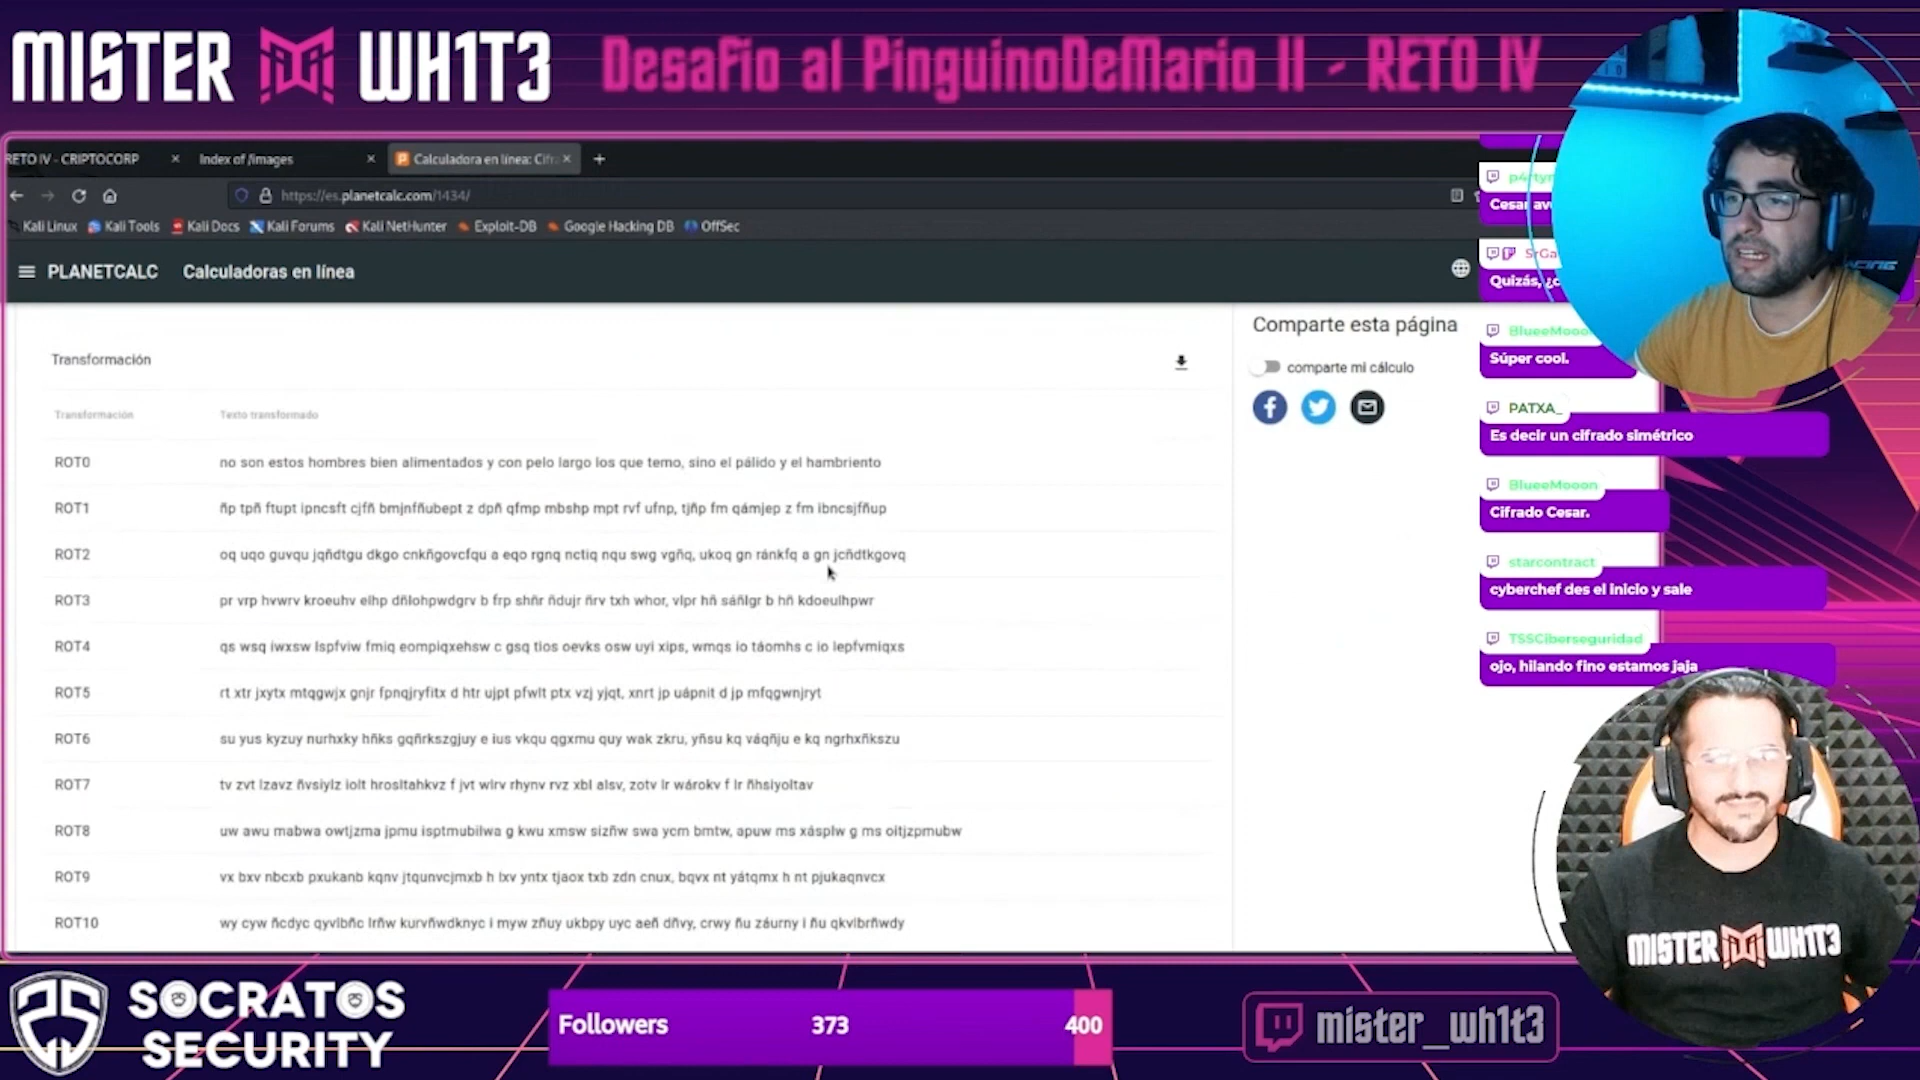 MISTER WH1T3
Desafio al PinguinoDeMario II - RETO IV
RETO IV - CRIPTOCORP
Index of /images
Calculadora en línea: Cifr
https://es.planetcalc.com/1434/
Kali Linux Kali Tools Kali Docs Kali Forums Kali NetHunter Exploit-DB Google Hacking DB OffSec
PLANETCALC Calculadoras en línea
Transformación
Transformación Texto transformado
ROT0 no son estos hombres bien alimentados y con pelo largo los que temo, sino el pálido y el hambriento
ROT1 ñp tpñ ftupt ipncsft cjfñ bmjnfñubept z dpñ qfmp mbshp mpt rvf ufnp, tjñp fm qámjep z fm ibncsjfñup
ROT2 oq uqo guvqu jqñdtgu dkgo cnkñgovcfqu a eqo rgnq nctiq nqu swg vgñq, ukoq gn ránkfq a gn jcñdtkgovq
ROT3 pr vrp hvwrv kroeuhv elhp dñlohpwdgrv b frp shñr ñdujr ñrv txh whor, vlpr hñ sáñlgr b hñ kdoeulhpwr
ROT4 qs wsq iwxsw lspfviw fmiq eompiqxehsw c gsq tios oevks osw uyi xips, wmqs io táomhs c io lepfvmiqxs
ROT5 rt xtr jxytx mtqgwjx gnjr fpnqjryfitx d htr ujpt pfwlt ptx vzj yjqt, xnrt jp uápnit d jp mfqgwnjryt
ROT6 su yus kyzuy nurhxky hñks gqñrkszgjuy e ius vkqu qgxmu quy wak zkru, yñsu kq váqñju e kq ngrhxñkszu
ROT7 tv zvt lzavz ñvsiylz iolt hrosltahkvz f jvt wlrv rhynv rvz xbl alsv, zotv lr wárokv f lr ñhsiyoltav
ROT8 uw awu mabwa owtjzma jpmu isptmubilwa g kwu xmsw sizñw swa ycm bmtw, apuw ms xásplw g ms oitjzpmubw
ROT9 vx bxv nbcxb pxukanb kqnv jtqunvcjmxb h lxv yntx tjaox txb zdn cnux, bqvx nt yátqmx h nt pjukaqnvcx
ROT10 wy cyw ñcdyc qyvlbñc lrñw kurvñwdknyc i myw zñuy ukbpy uyc aeñ dñvy, crwy ñu záurny i ñu qkvlbrñwdy
Comparte esta página
comparte mi cálculo
Cesar
Quizás,
BlueeMooon
Súper cool.
PATXA_
Es decir un cifrado simétrico
BlueeMooon
Cifrado Cesar.
starcontract
cyberchef des el inicio y sale
TSSCiberseguridad
ojo, hilando fino estamos jaja
MISTER WH1T3
SOCRATOS
SECURITY
Followers 373 400
mister_wh1t3